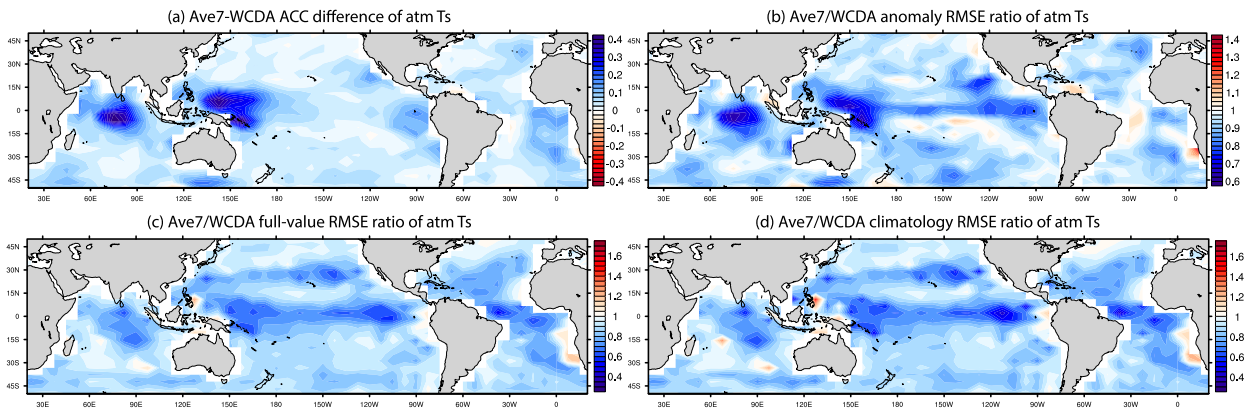 (a) Ave7-WCDA ACC difference of atm Ts
45N
30N
15N
0
15S
30S
45S
30E 60E 90E 120E 150E 180 150W 120W 90W 60W 30W 0
0.4
0.3
0.2
0.1
0
-0.1
-0.2
-0.3
-0.4
(b) Ave7/WCDA anomaly RMSE ratio of atm Ts
45N
30N
15N
0
15S
30S
45S
30E 60E 90E 120E 150E 180 150W 120W 90W 60W 30W 0
1.4
1.3
1.2
1.1
1
0.9
0.8
0.7
0.6
(c) Ave7/WCDA full-value RMSE ratio of atm Ts
45N
30N
15N
0
15S
30S
45S
30E 60E 90E 120E 150E 180 150W 120W 90W 60W 30W 0
1.6
1.4
1.2
1
0.8
0.6
0.4
(d) Ave7/WCDA climatology RMSE ratio of atm Ts
45N
30N
15N
0
15S
30S
45S
30E 60E 90E 120E 150E 180 150W 120W 90W 60W 30W 0
1.6
1.4
1.2
1
0.8
0.6
0.4